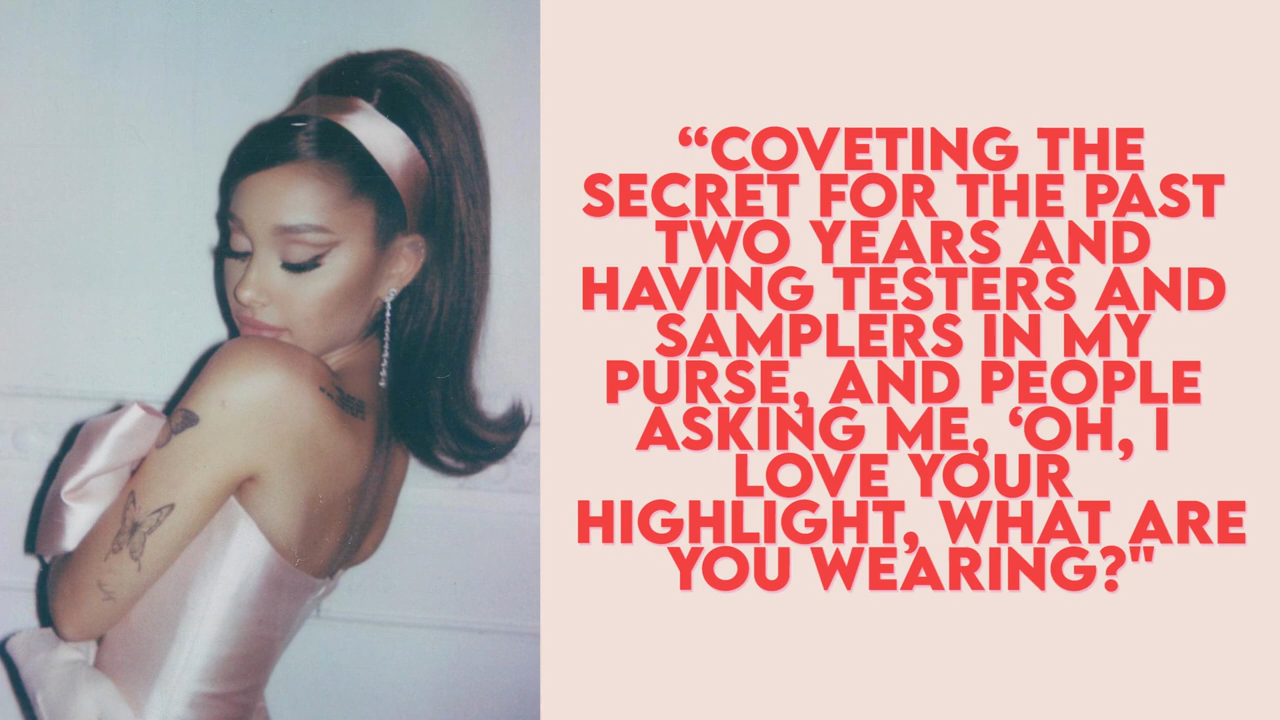 “COVETING THE
SECRET FOR THE PAST
TWO YEARS AND
HAVING TESTERS AND
SAMPLERS IN MY
PURSE, AND PEOPLE
ASKING ME, ‘OH, I
LOVE YOUR
HIGHLIGHT, WHAT ARE
YOU WEARING?"